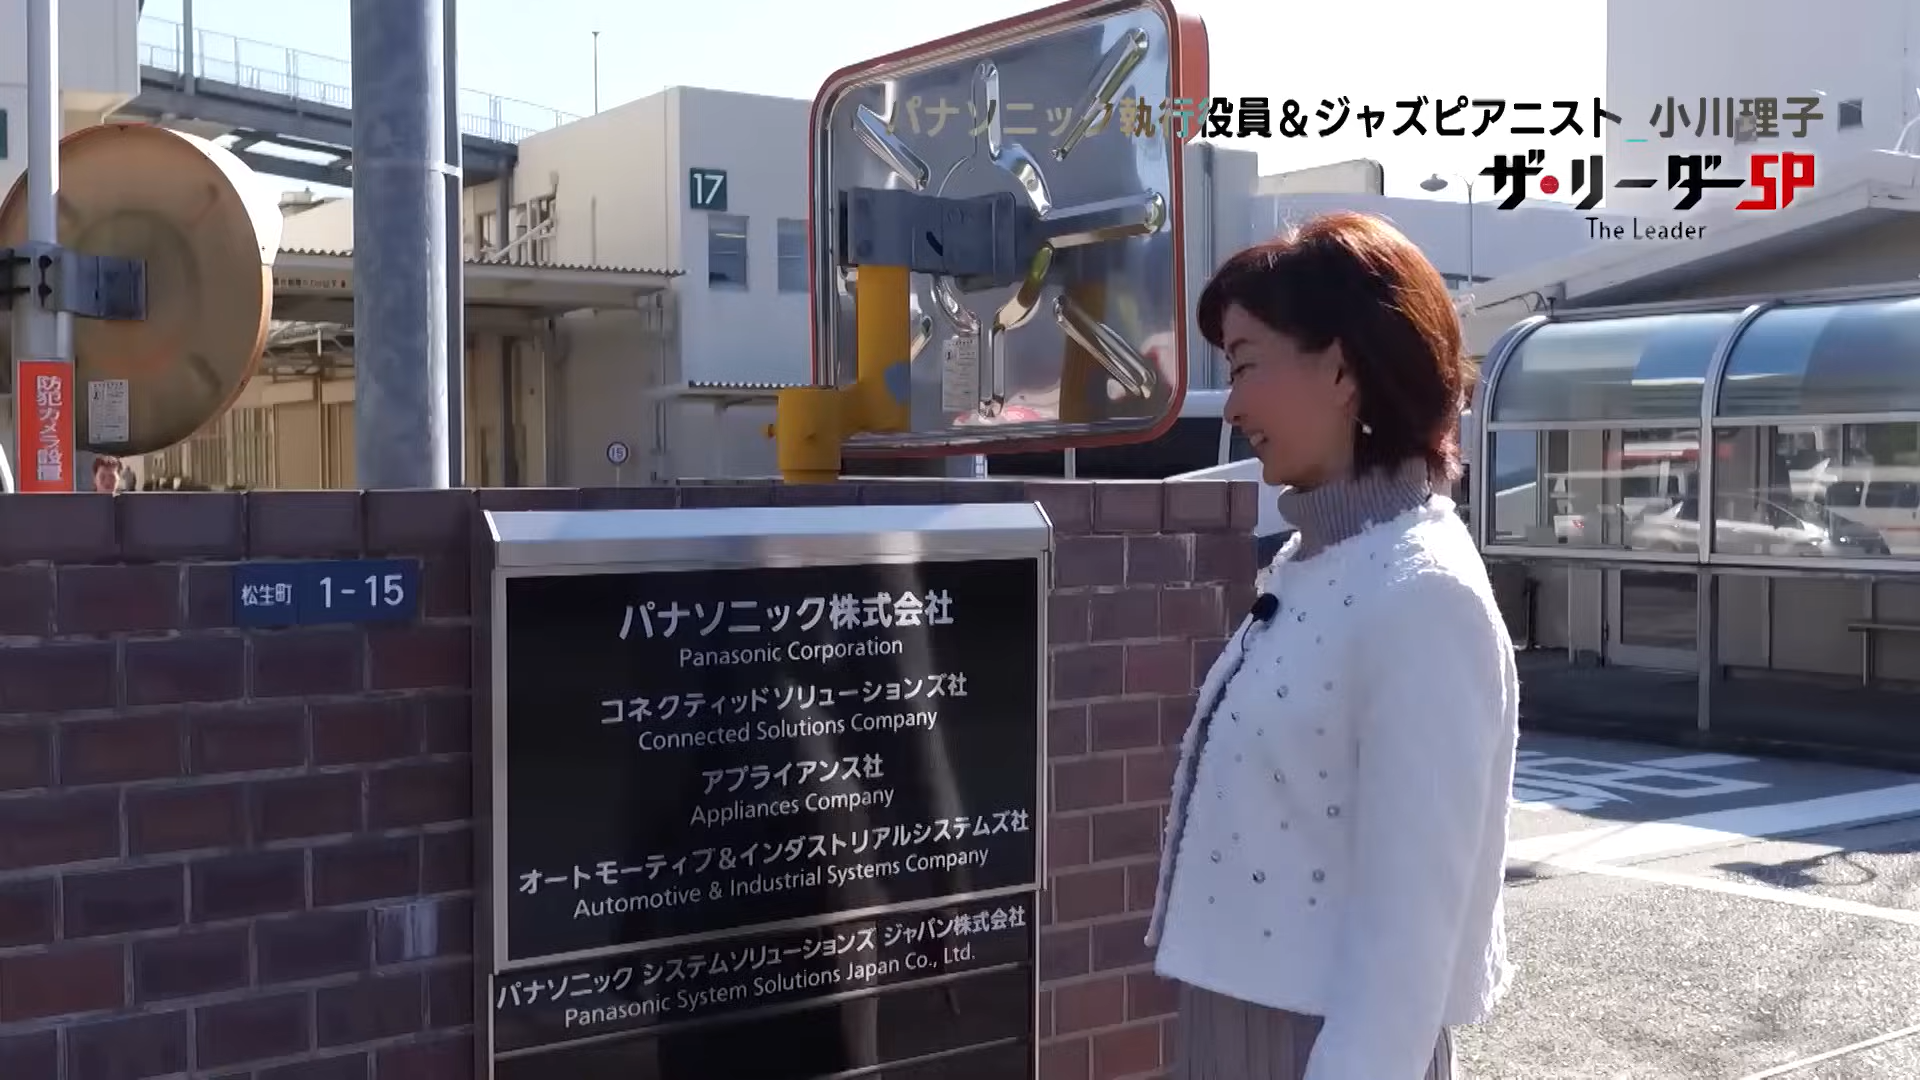 パナソニック執行役員＆ジャズピアニスト 小川理子
ザ・リーダーSP
The Leader
17
防犯カメラ設置
15
松生町 1-15
パナソニック株式会社
Panasonic Corporation
コネクティッドソリューションズ社
Connected Solutions Company
アプライアンス社
Appliances Company
オートモーティブ&インダストリアルシステムズ社
Automotive & Industrial Systems Company
パナソニック システムソリューションズ ジャパン株式会社
Panasonic System Solutions Japan Co., Ltd.